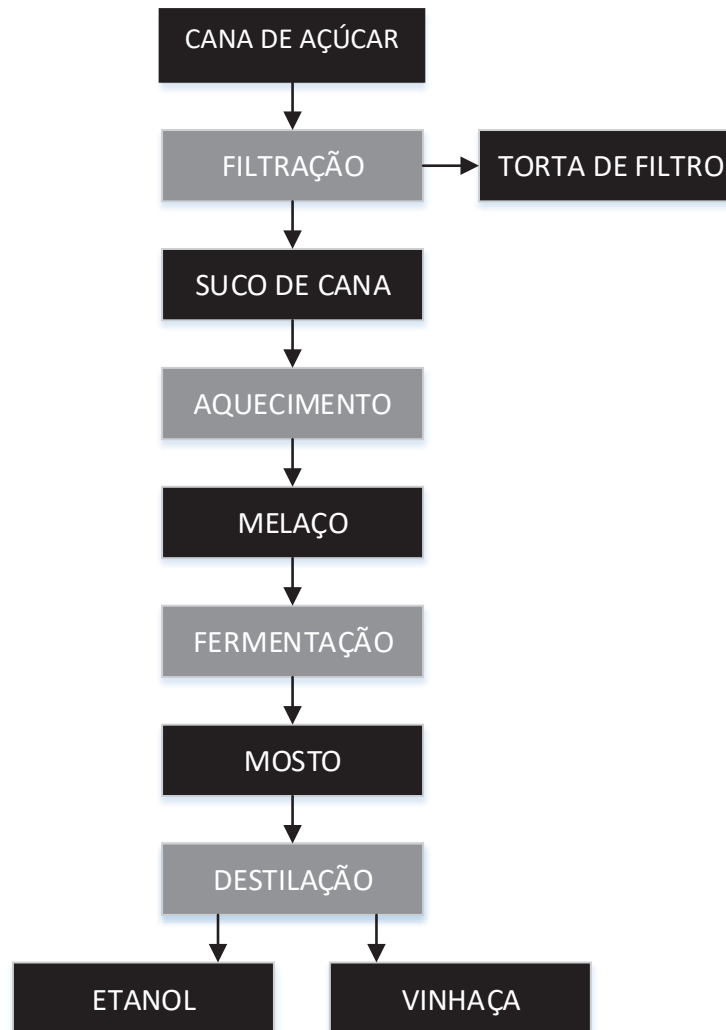 CANA DE AÇÚCAR
FILTRAÇÃO
TORTA DE FILTRO
SUCO DE CANA
AQUECIMENTO
MELAÇO
FERMENTAÇÃO
MOSTO
DESTILAÇÃO
ETANOL
VINHAÇA